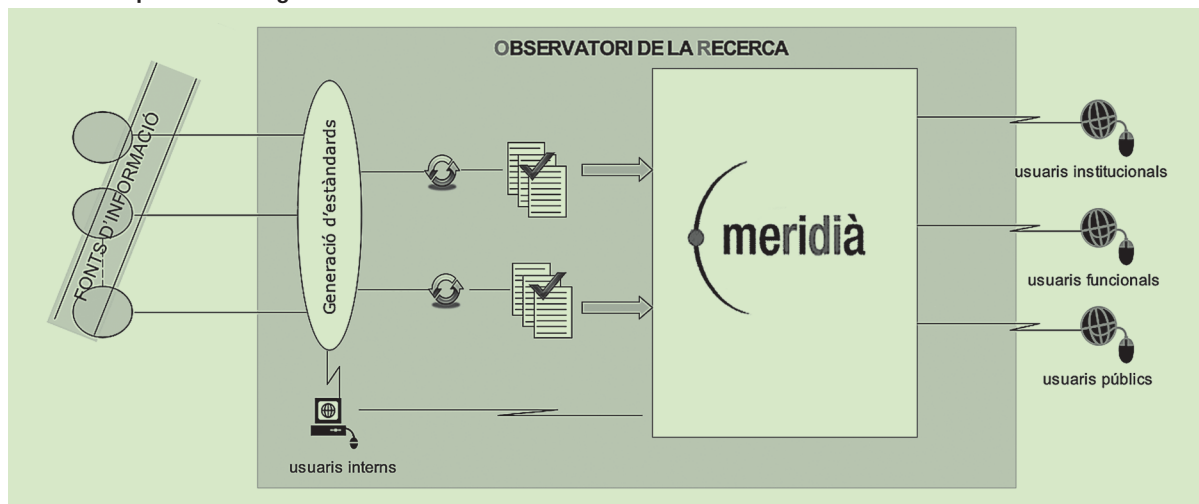 OBSERVATORI DE LA RECERCA
FONTS D'INFORMACIÓ
Generació d'estàndards
meridià
usuaris institucionals
usuaris funcionals
usuaris públics
usuaris interns